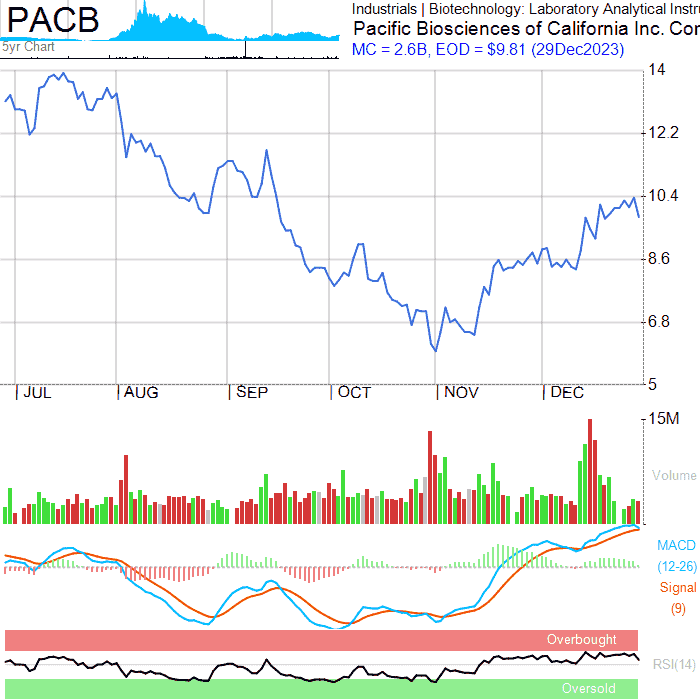 PACB
5yr Chart
Industrials | Biotechnology: Laboratory Analytical Instru
Pacific Biosciences of California Inc. Cor
MC = 2.6B, EOD = $9.81 (29Dec2023)
14
12.2
10.4
8.6
6.8
5
JUL AUG SEP OCT NOV DEC
15M
Volume
MACD
(12-26)
Signal
(9)
Overbought
RSI(14)
Oversold